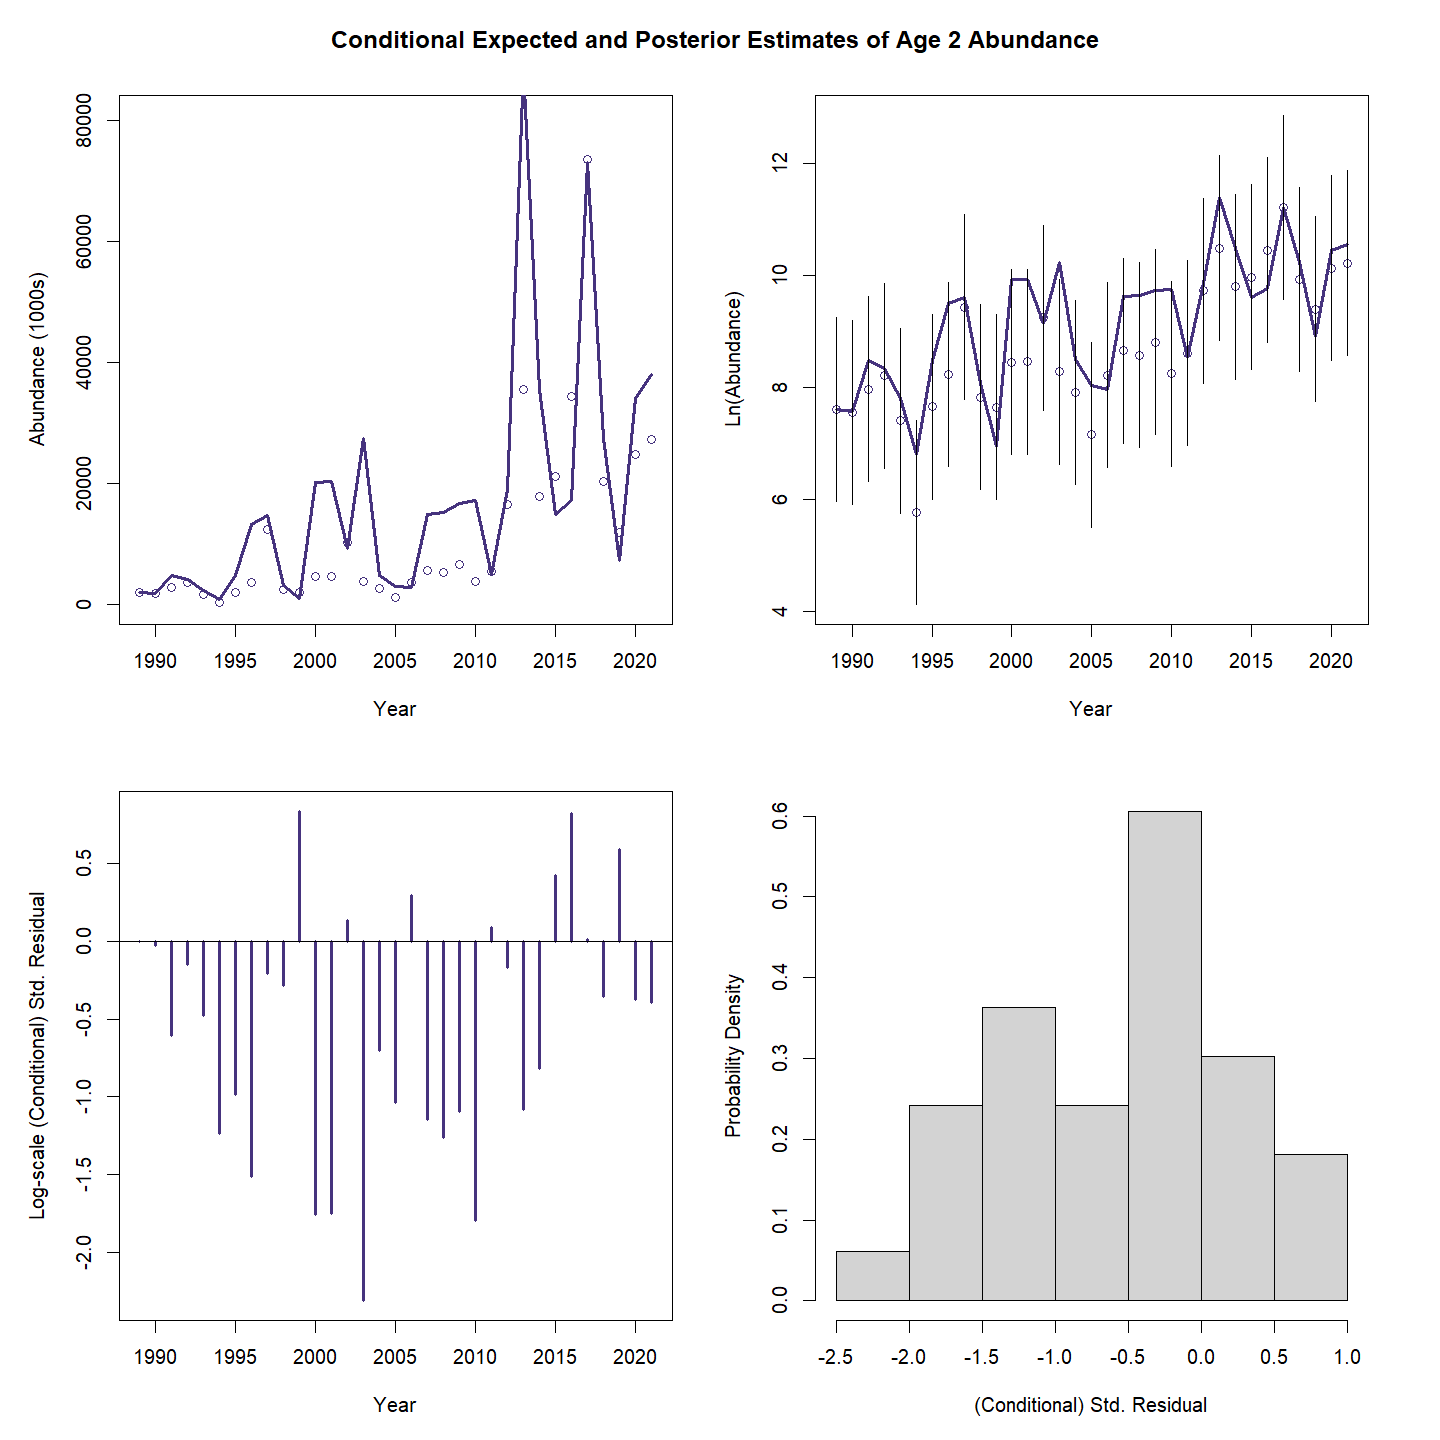 Conditional Expected and Posterior Estimates of Age 2 Abundance
Abundance (1000s)
80000
60000
40000
20000
0
1990 1995 2000 2005 2010 2015 2020
Year
Ln(Abundance)
12
10
8
6
4
1990 1995 2000 2005 2010 2015 2020
Year
Log-scale (Conditional) Std. Residual
0.5
0.0
-0.5
-1.0
-1.5
-2.0
1990 1995 2000 2005 2010 2015 2020
Year
Probability Density
0.6
0.5
0.4
0.3
0.2
0.1
0.0
-2.5 -2.0 -1.5 -1.0 -0.5 0.0 0.5 1.0
(Conditional) Std. Residual